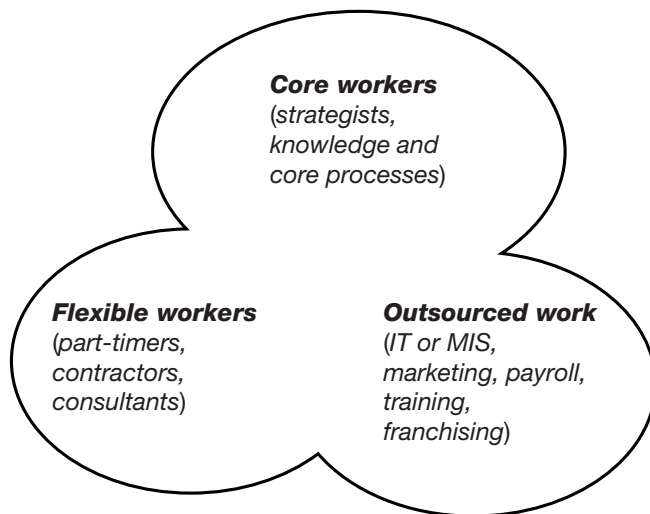 Core workers
(strategists,
knowledge and
core processes)
Flexible workers
(part-timers,
contractors,
consultants)
Outsourced work
(IT or MIS,
marketing, payroll,
training,
franchising)